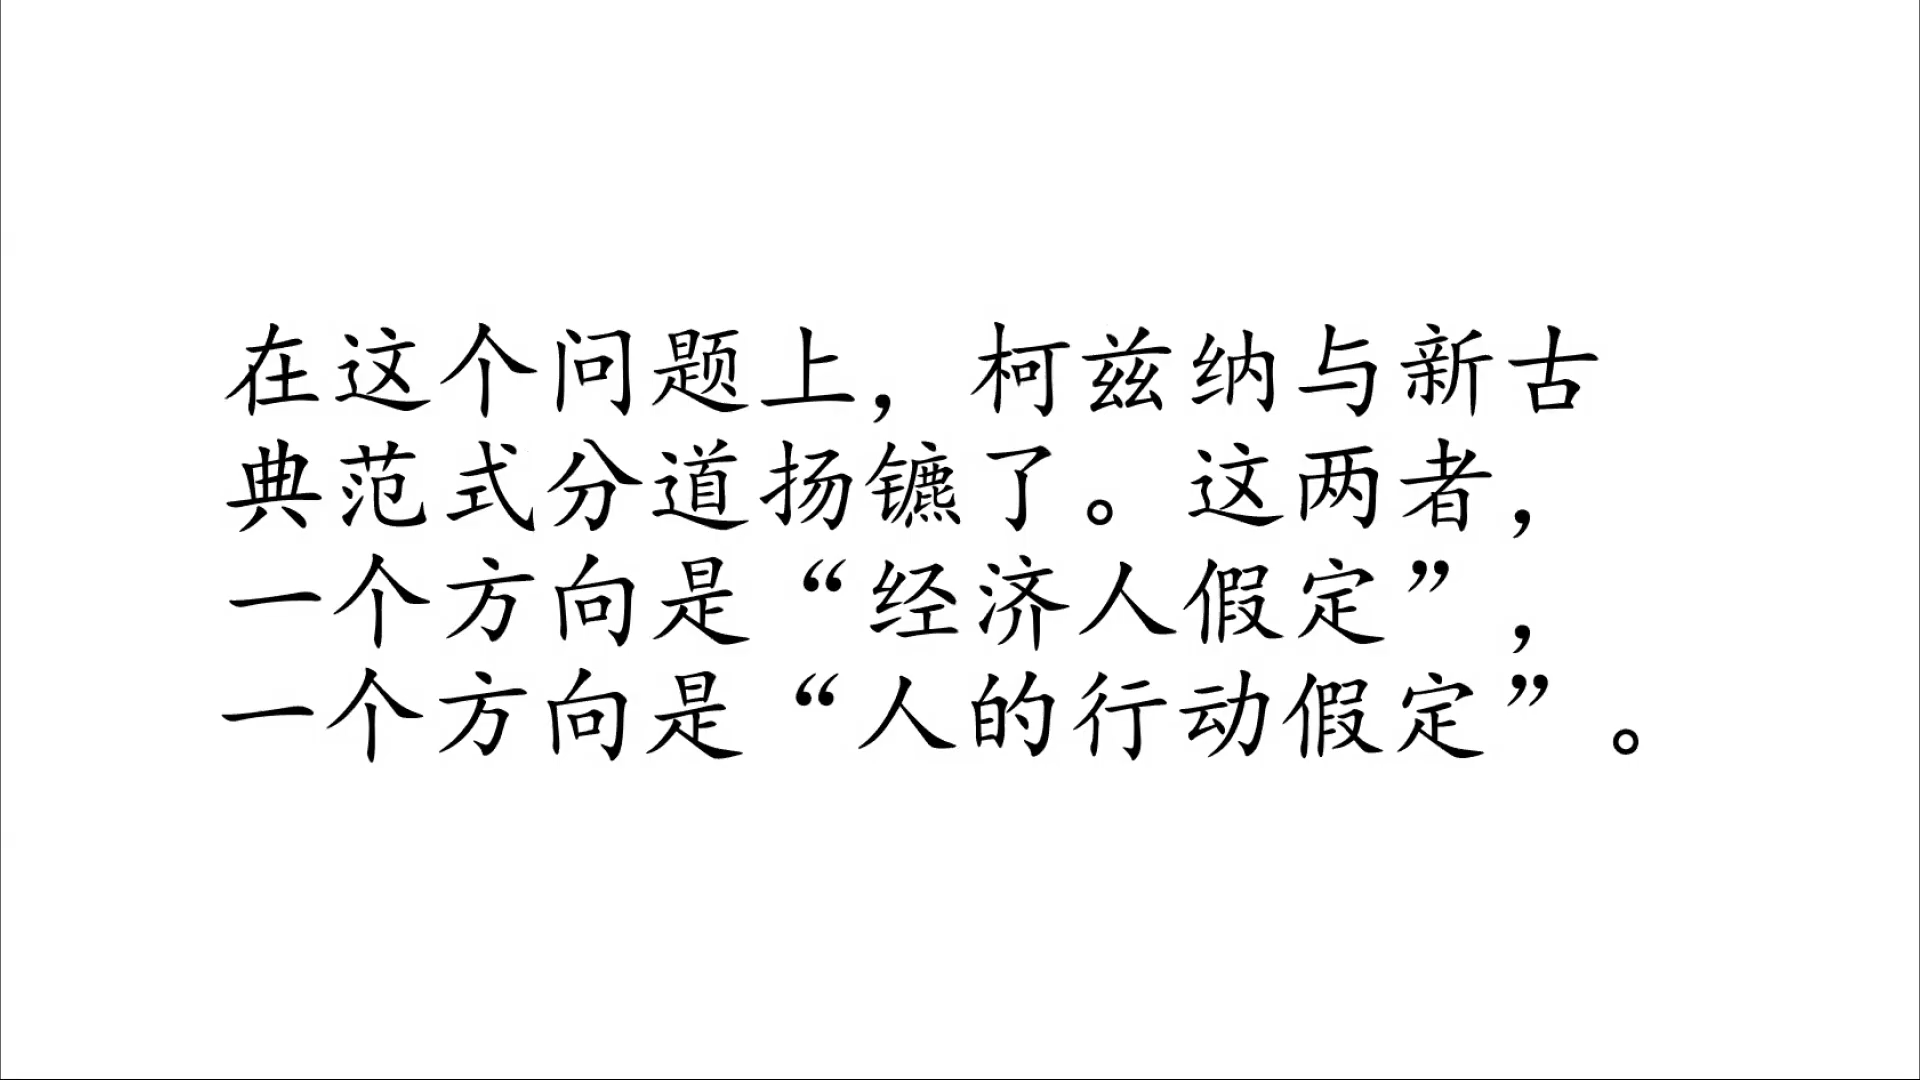 在这个问题上，柯兹纳与新古
典范式分道扬镳了。这两者，
一个方向是“经济人假定”，
一个方向是“人的行动假定”。